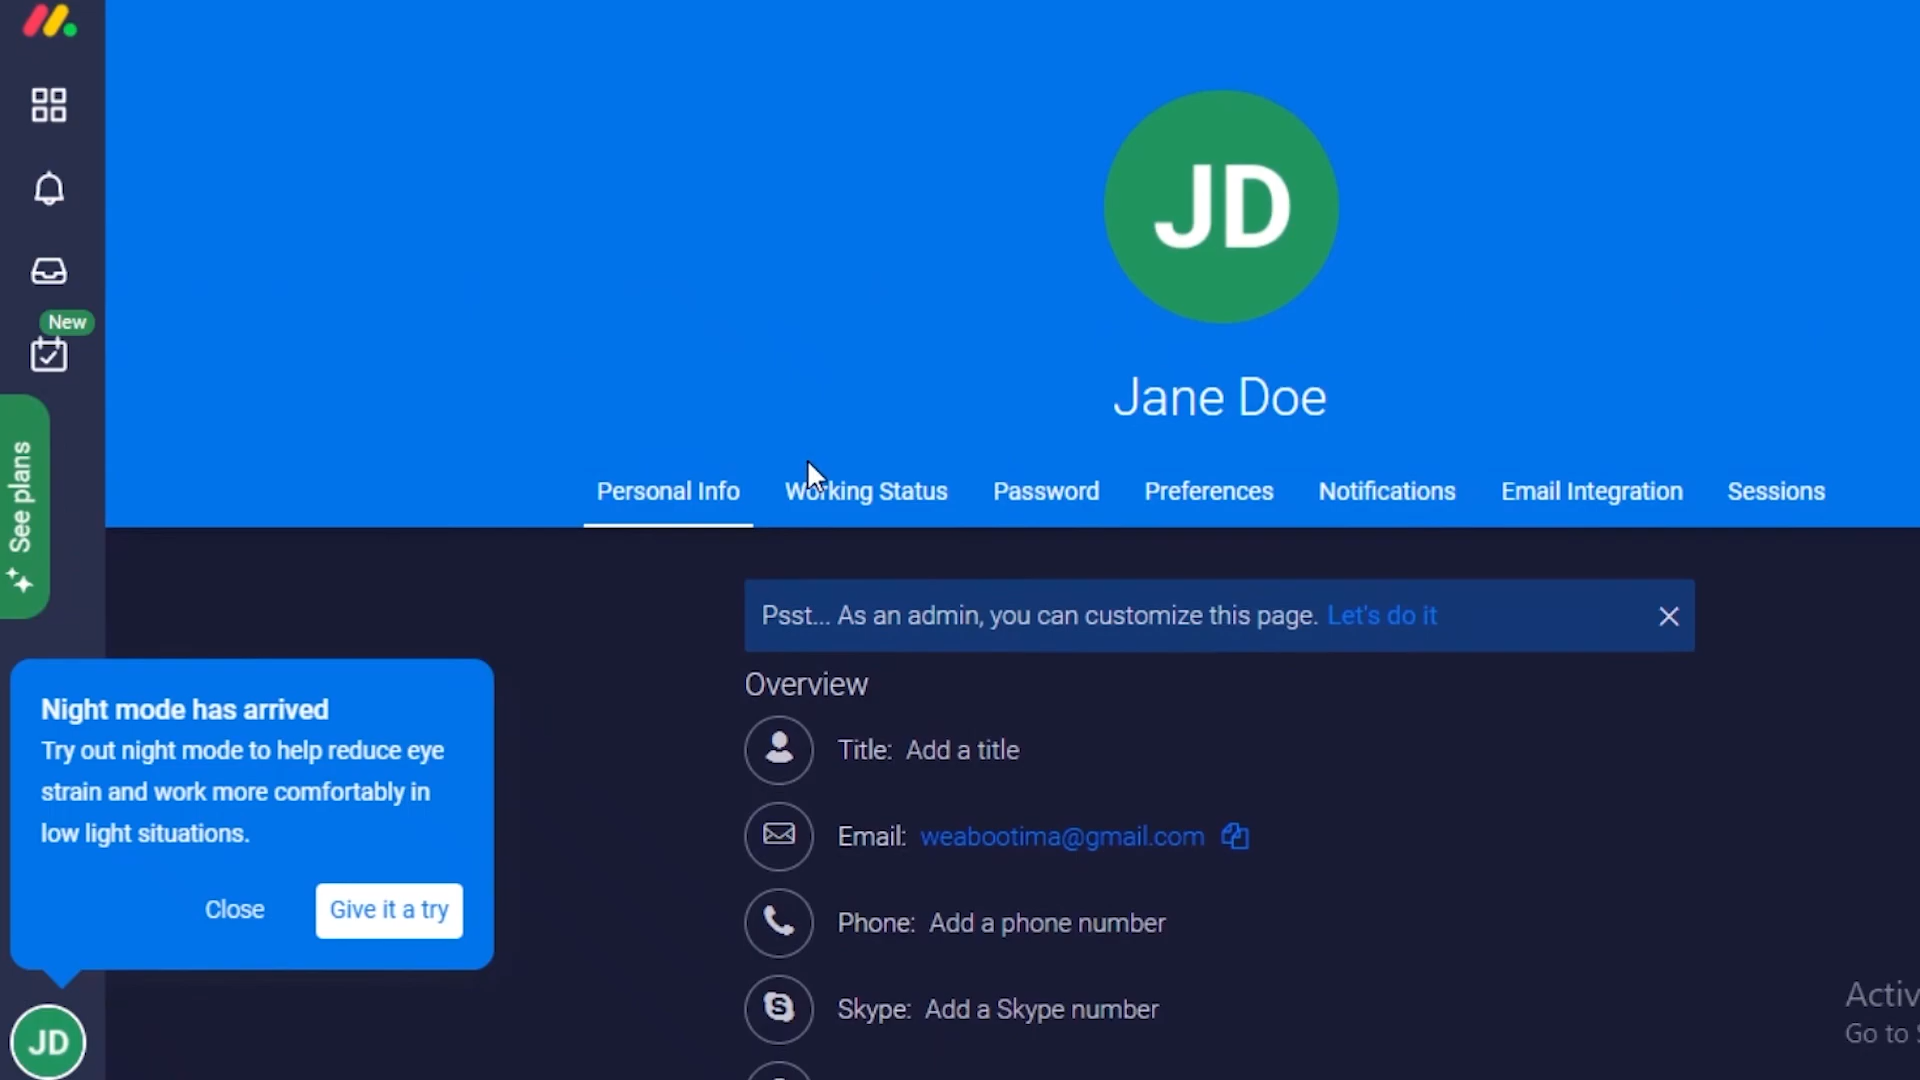 JD
Jane Doe
Personal Info Working Status Password Preferences Notifications Email Integration Sessions
New
See plans
Psst... As an admin, you can customize this page. Let's do it
Overview
Title: Add a title
Email: weabootima@gmail.com
Phone: Add a phone number
Skype: Add a Skype number
Night mode has arrived
Try out night mode to help reduce eye
strain and work more comfortably in
low light situations.
Close Give it a try
JD
Go to